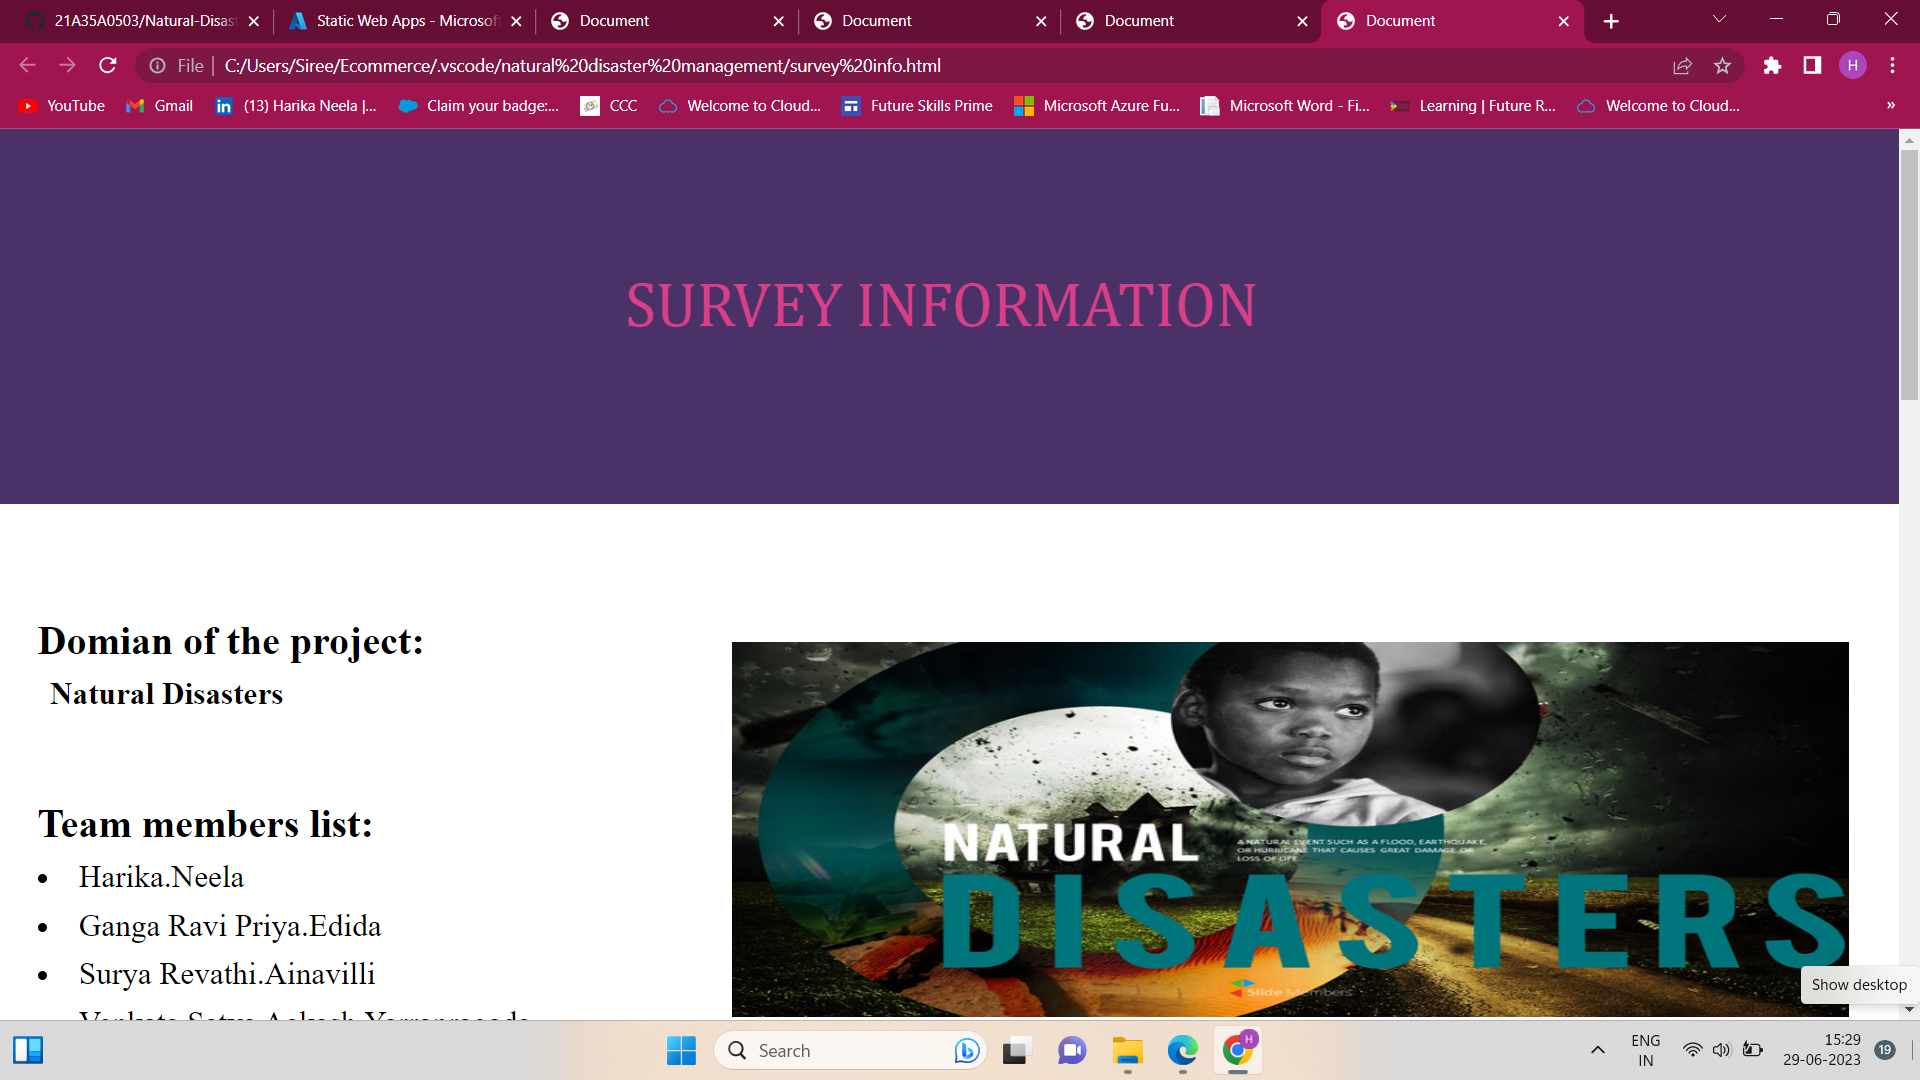 21A35A0503/Natural-Disas
Static Web Apps - Microsof
Document
Document
Document
Document
File
C:/Users/Siree/Ecommerce/.vscode/natural%20disaster%20management/survey%20info.html
H
YouTube
Gmail
(13) Harika Neela |...
Claim your badge:...
CCC
Welcome to Cloud...
Future Skills Prime
Microsoft Azure Fu...
Microsoft Word - Fi...
Learning | Future R...
Welcome to Cloud...
»
SURVEY INFORMATION
Domian of the project:
Natural Disasters
Team members list:
Harika.Neela
Ganga Ravi Priya.Edida
Surya Revathi.Ainavilli
NATURAL
A NATURAL EVENT SUCH AS A FLOOD, EARTHQUAKE,
OR HURRICANE THAT CAUSES GREAT DAMAGE OR
LOSS OF LIFE
DISASTERS
Slide Members
Show desktop
Search
H
ENG
IN
15:29
29-06-2023
19